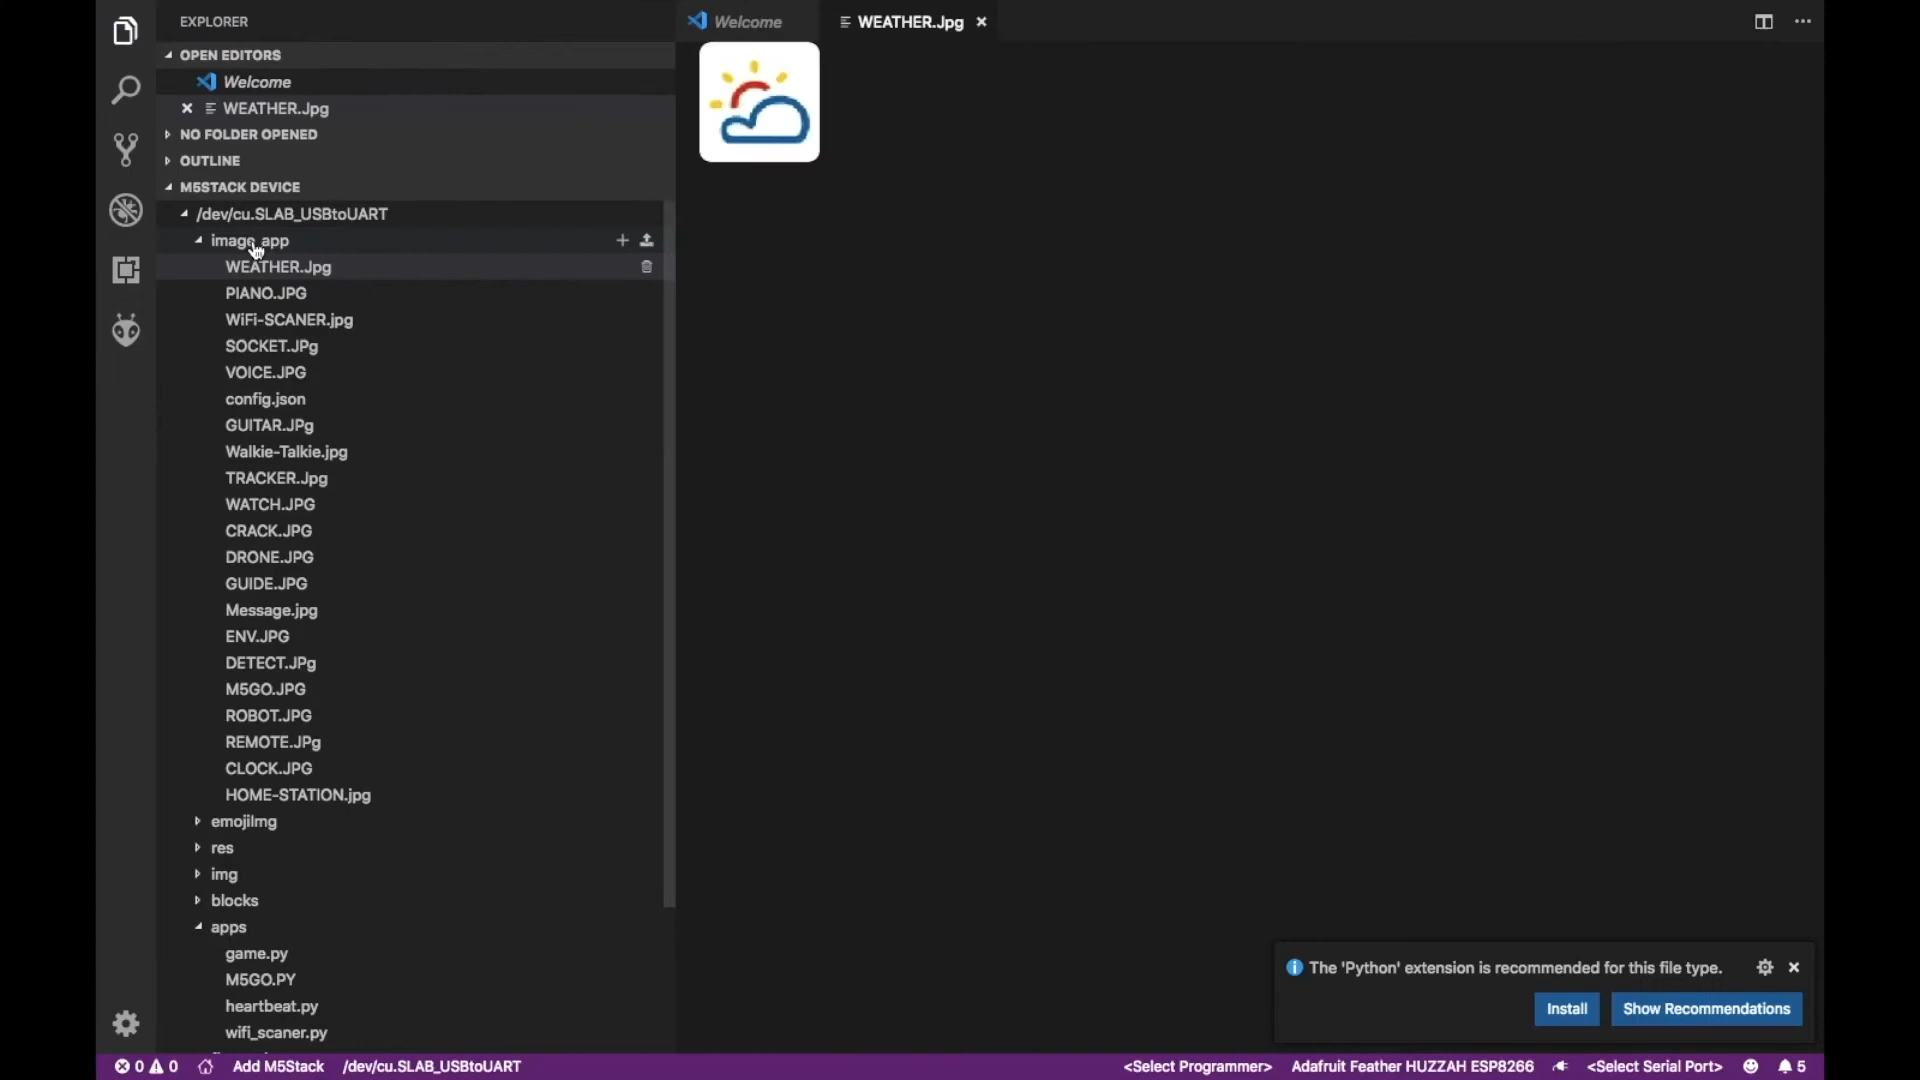 EXPLORER
OPEN EDITORS
Welcome
WEATHER.Jpg
NO FOLDER OPENED
OUTLINE
M5STACK DEVICE
/dev/cu.SLAB_USBtoUART
image_app
WEATHER.Jpg
PIANO.JPG
WiFi-SCANER.jpg
SOCKET.JPg
VOICE.JPG
config.json
GUITAR.JPg
Walkie-Talkie.jpg
TRACKER.Jpg
WATCH.JPG
CRACK.JPG
DRONE.JPG
GUIDE.JPG
Message.jpg
ENV.JPG
DETECT.JPg
M5GO.JPG
ROBOT.JPG
REMOTE.JPg
CLOCK.JPG
HOME-STATION.jpg
emojiImg
res
img
blocks
apps
game.py
M5GO.PY
heartbeat.py
wifi_scaner.py
Welcome WEATHER.Jpg
The 'Python' extension is recommended for this file type.
Install Show Recommendations
0 0 Add M5Stack /dev/cu.SLAB_USBtoUART <Select Programmer> Adafruit Feather HUZZAH ESP8266 <Select Serial Port> 5